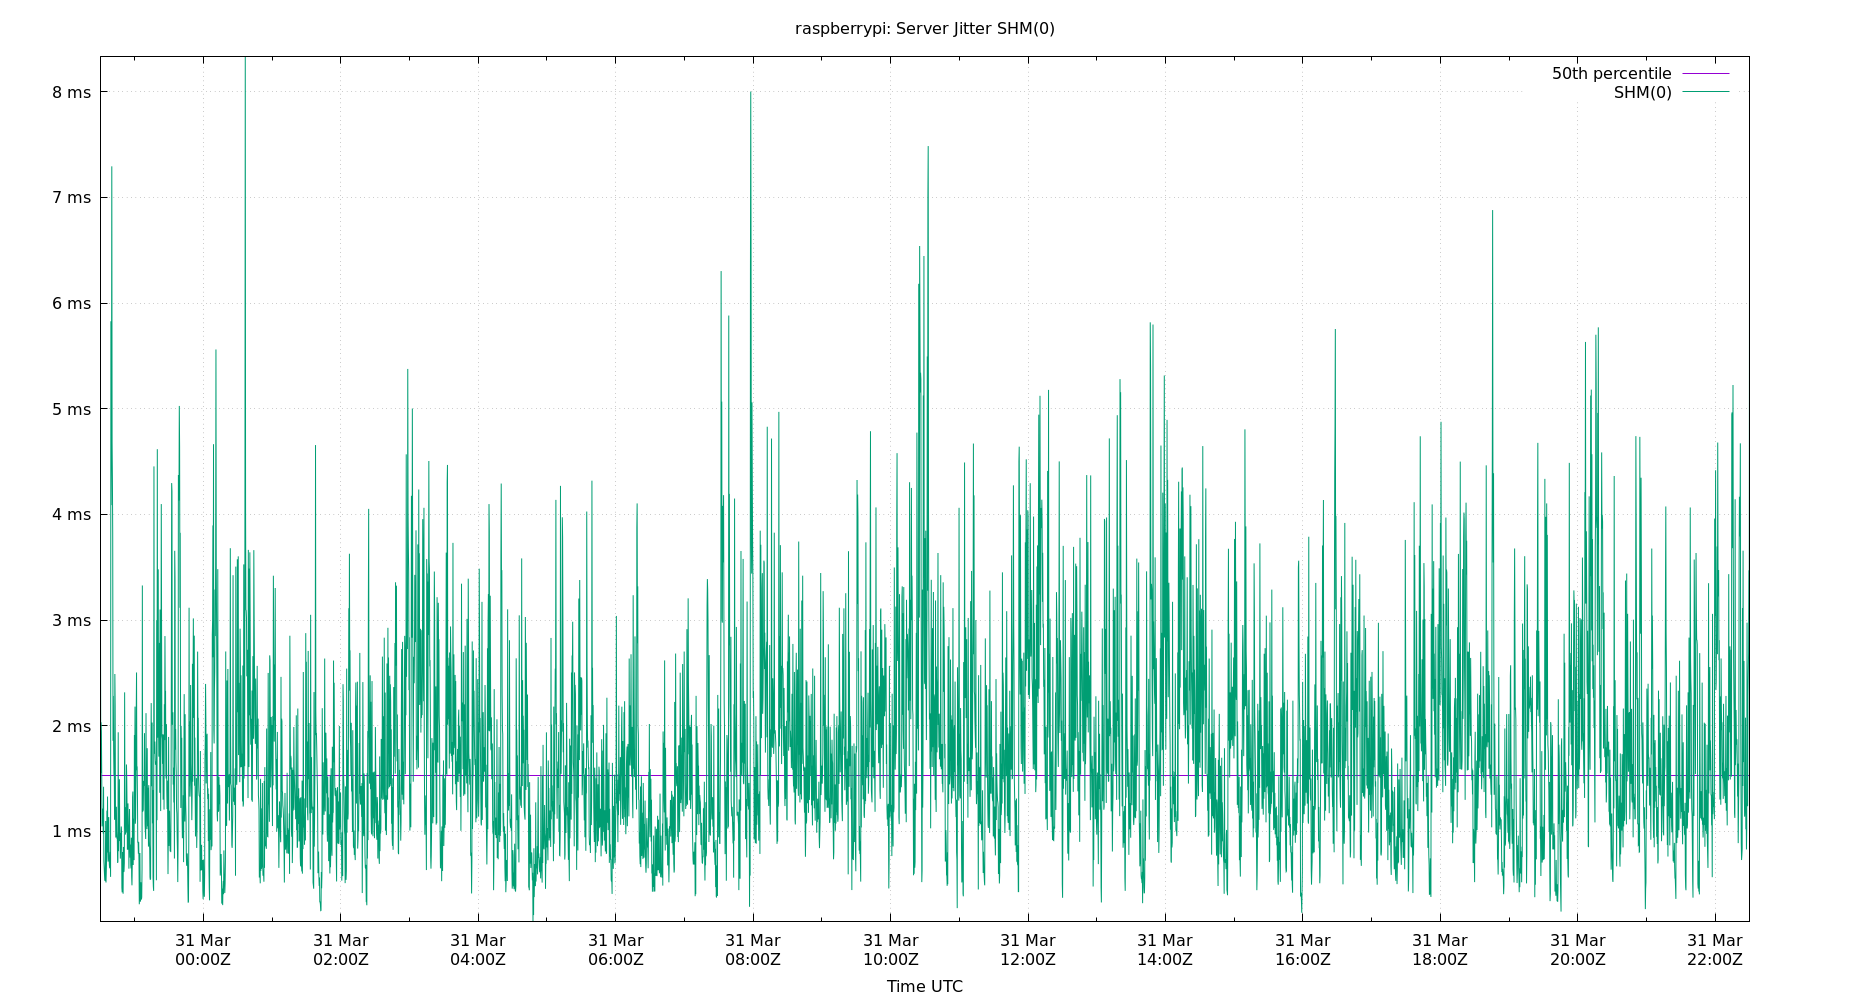 raspberrypi: Server Jitter SHM(0)
50th percentile
SHM(0)
8 ms
7 ms
6 ms
5 ms
4 ms
3 ms
2 ms
1 ms
31 Mar 31 Mar 31 Mar 31 Mar 31 Mar 31 Mar 31 Mar 31 Mar 31 Mar 31 Mar 31 Mar 31 Mar
00:00Z 02:00Z 04:00Z 06:00Z 08:00Z 10:00Z 12:00Z 14:00Z 16:00Z 18:00Z 20:00Z 22:00Z
Time UTC